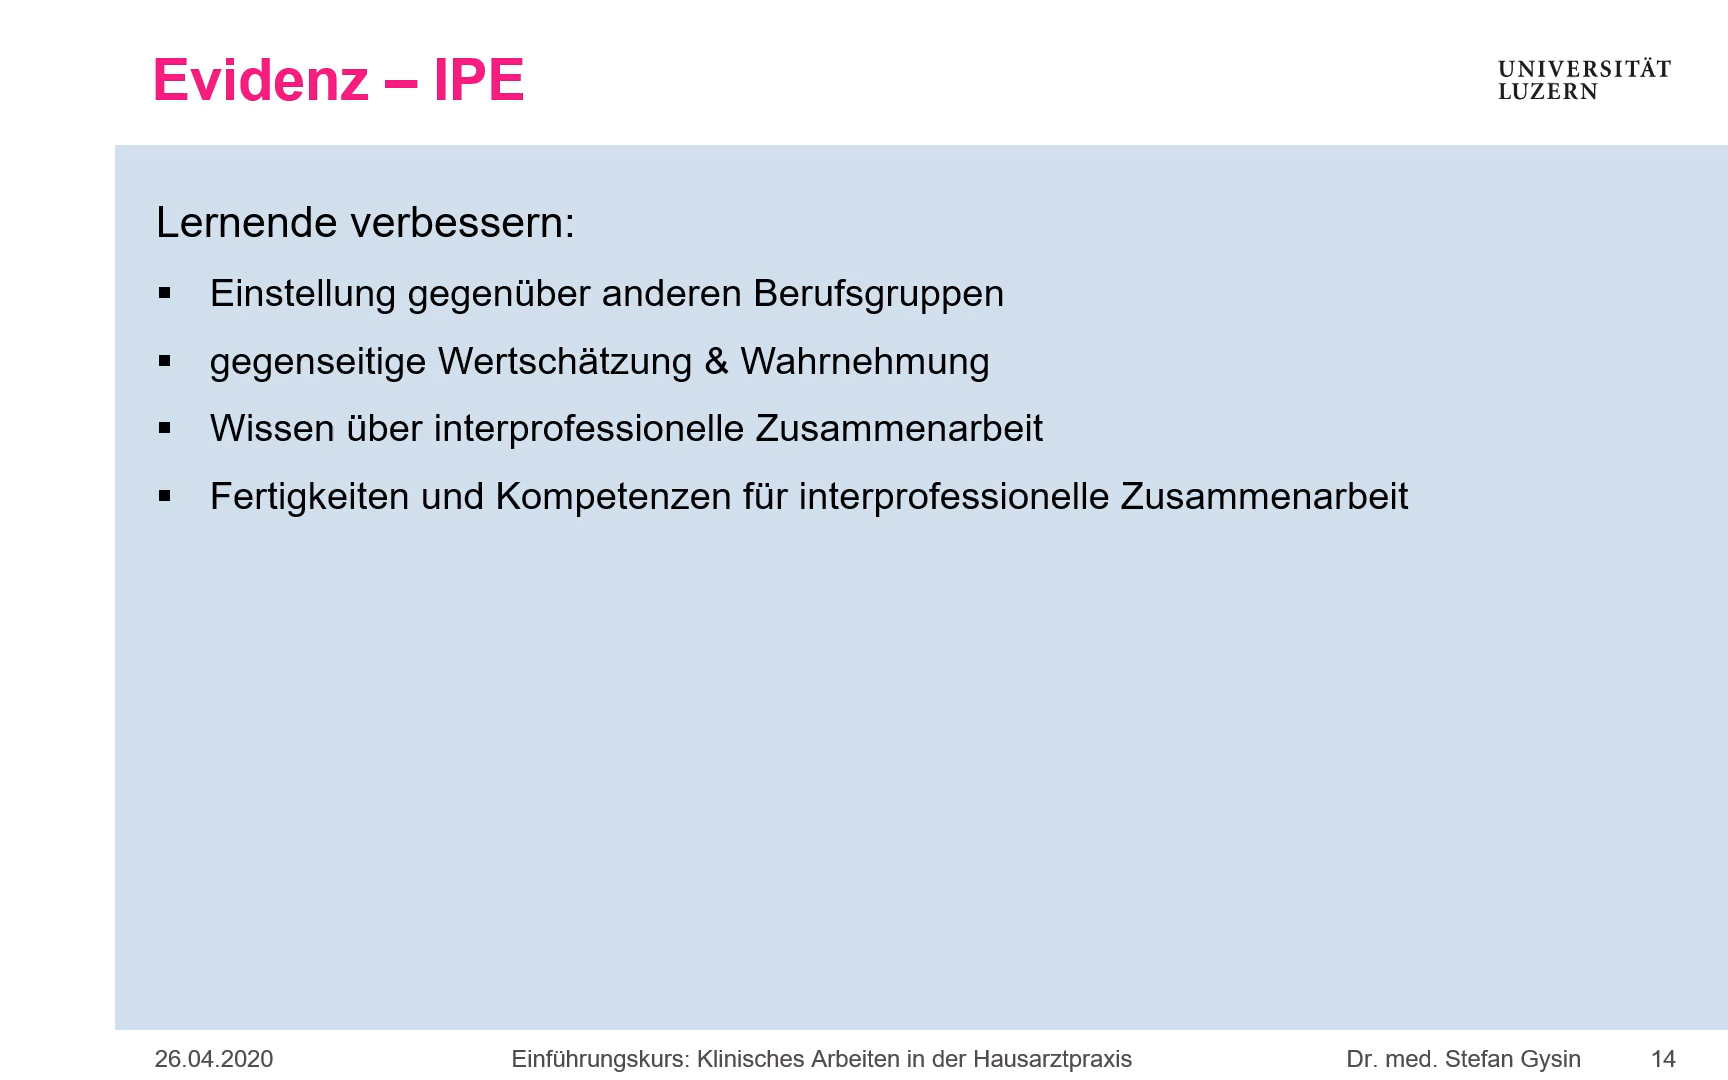 Evidenz – IPE
UNIVERSITÄT
LUZERN
Lernende verbessern:
▪ Einstellung gegenüber anderen Berufsgruppen
▪ gegenseitige Wertschätzung & Wahrnehmung
▪ Wissen über interprofessionelle Zusammenarbeit
▪ Fertigkeiten und Kompetenzen für interprofessionelle Zusammenarbeit
26.04.2020 Einführungskurs: Klinisches Arbeiten in der Hausarztpraxis Dr. med. Stefan Gysin 14